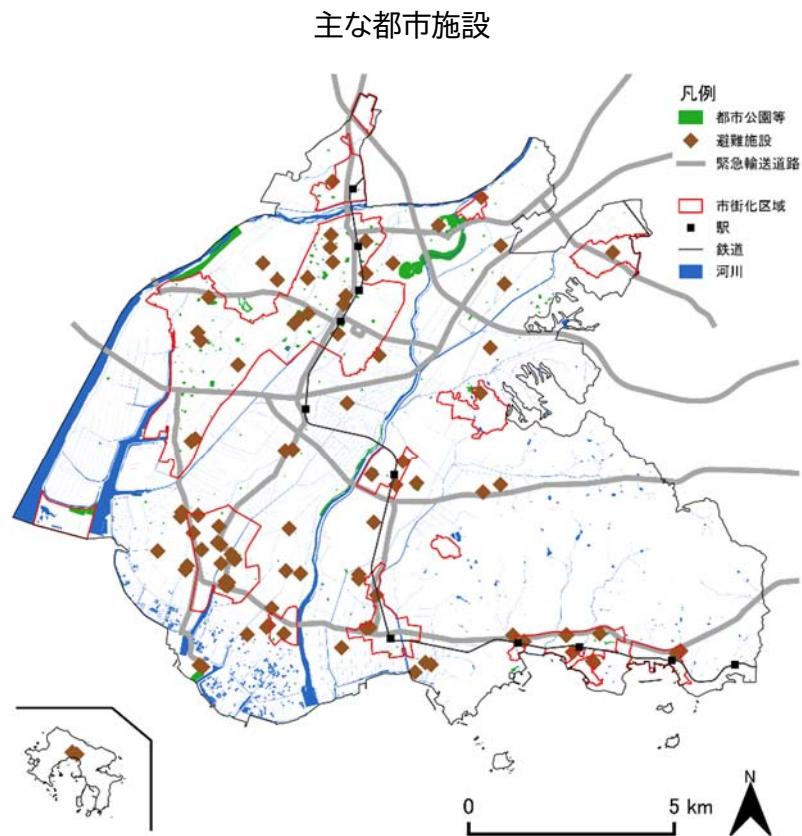 主な都市施設
凡例
都市公園等
避難施設
緊急輸送道路
市街化区域
駅
鉄道
河川
N
0 5 km